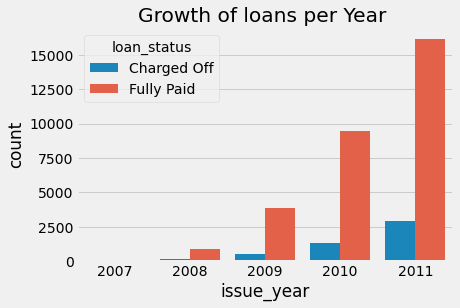 Growth of loans per Year
loan_status
Charged Off
Fully Paid
count
15000
12500
10000
7500
5000
2500
0
2007 2008 2009 2010 2011
issue_year